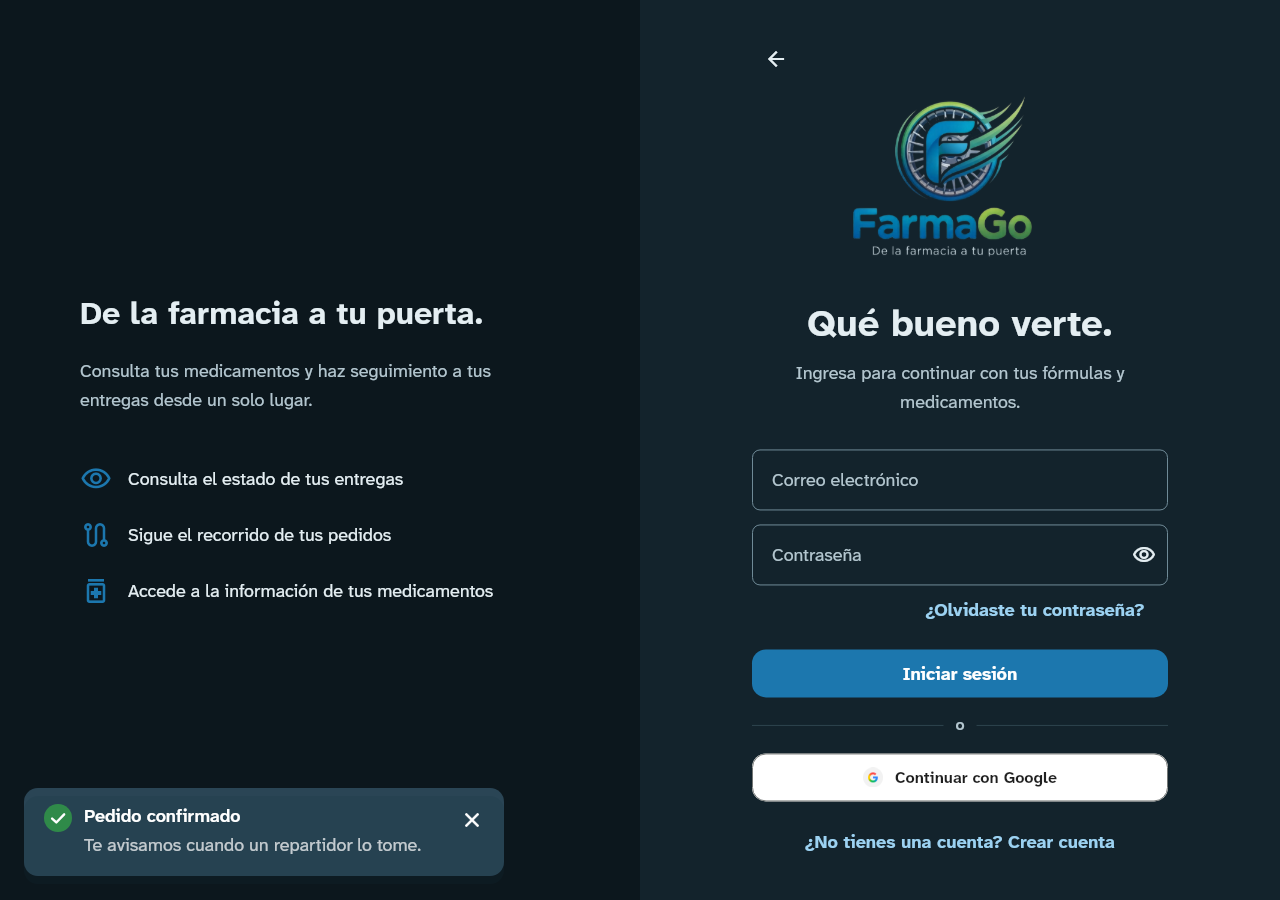 De la farmacia a tu puerta.
Consulta tus medicamentos y haz seguimiento a tus
entregas desde un solo lugar.
Consulta el estado de tus entregas
Sigue el recorrido de tus pedidos
Accede a la información de tus medicamentos
Pedido confirmado
Te avisamos cuando un repartidor lo tome.
FarmaGo
De la farmacia a tu puerta
Qué bueno verte.
Ingresa para continuar con tus fórmulas y
medicamentos.
Correo electrónico
Contraseña
¿Olvidaste tu contraseña?
Iniciar sesión
o
Continuar con Google
¿No tienes una cuenta? Crear cuenta